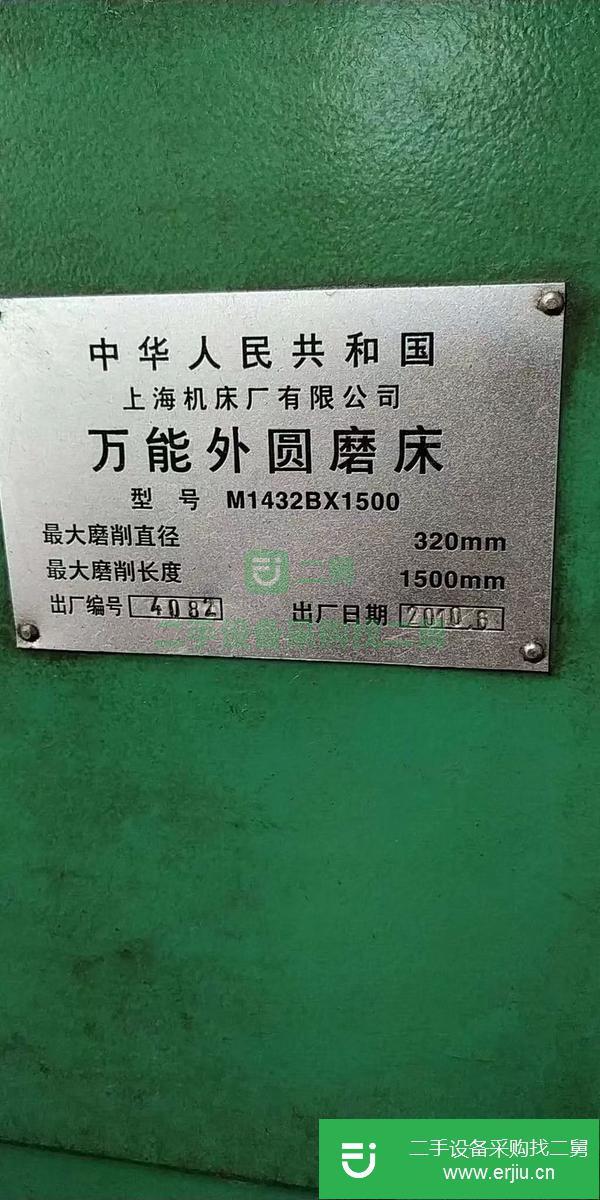 中华人民共和国
上海机床厂有限公司
万能外圆磨床
型 号 M1432BX1500
最大磨削直径 320mm
最大磨削长度 1500mm
出厂编号 4082 出厂日期 2010.6
二舅
二手设备采购找二舅
二手设备采购找二舅
www.erjiu.cn